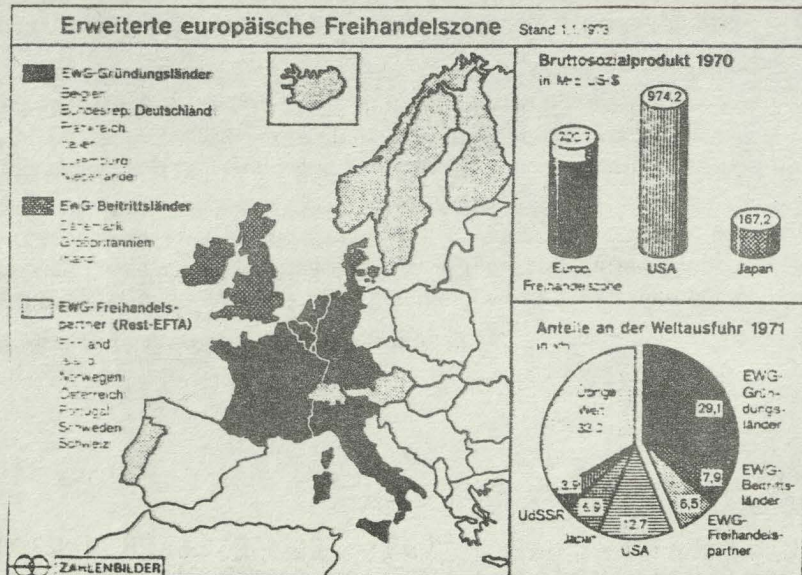 Erweiterte europäische Freihandelszone Stand 1.1.1973
EWG-Gründungsländer
Belgien
Bundesrep. Deutschland
Frankreich
Italien
Luxemburg
Niederlande
EWG-Beitrittsländer
Dänemark
Großbritannien
Irland
EWG-Freihandels-
partner (Rest-EFTA)
Finnland
Island
Norwegen
Österreich
Portugal
Schweden
Schweiz
ZAHLENBILDER
Bruttosozialprodukt 1970
in Mrd US-$
974,2
167,2
Europ.
Freihandelszone
USA
Japan
Anteile an der Weltausfuhr 1971
in vH
Übrige
Welt
EWG-
Grün-
dungs-
länder
29,1
EWG-
Beitritts-
länder
7,9
6,5
EWG-
Freihandels-
partner
12,7
USA
6,9
Japan
3,9
UdSSR